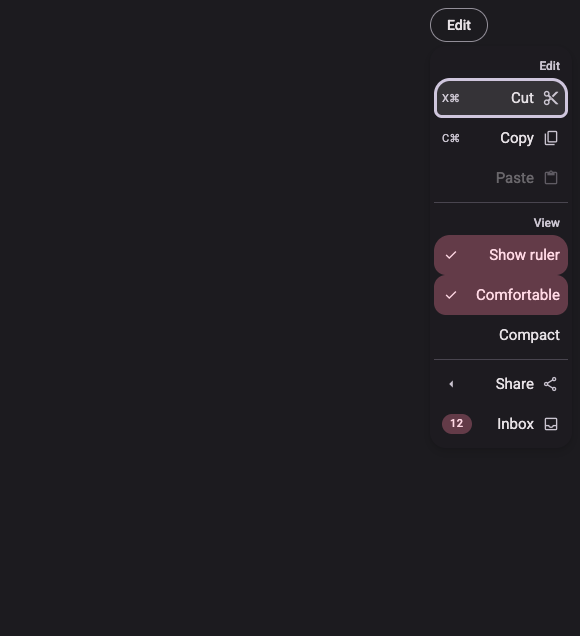 Edit
Edit
Cut X⌘
Copy C⌘
Paste
View
Show ruler
Comfortable
Compact
Share
Inbox 12